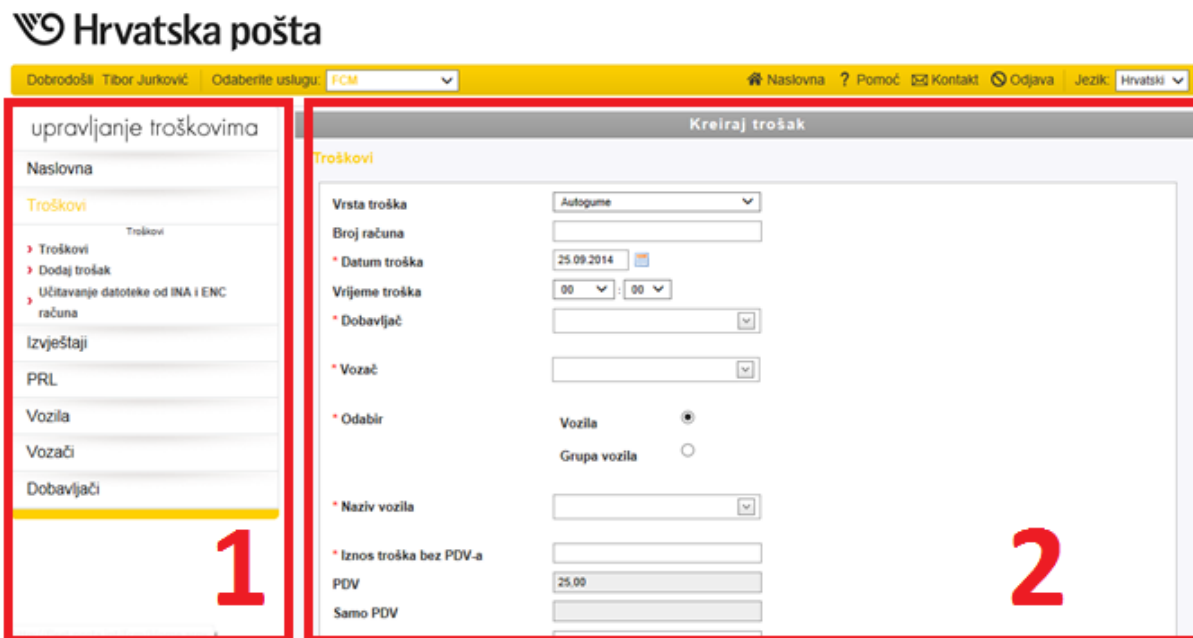 Hrvatska pošta
Dobrodošli Tibor Jurković Odaberite uslugu: FCM Naslovna ? Pomoć Kontakt Odjava Jezik: Hrvatski
upravljanje troškovima
Naslovna
Troškovi
Troškovi
Troškovi
Dodaj trošak
Učitavanje datoteke od INA i ENC
računa
Izvještaji
PRL
Vozila
Vozači
Dobavljači
1
Kreiraj trošak
Troškovi
Vrsta troška Autogume
Broj računa
* Datum troška 25.09.2014
Vrijeme troška 00 : 00
* Dobavljač
* Vozač
* Odabir Vozila
Grupa vozila
* Naziv vozila
* Iznos troška bez PDV-a
PDV 25,00
Samo PDV
2